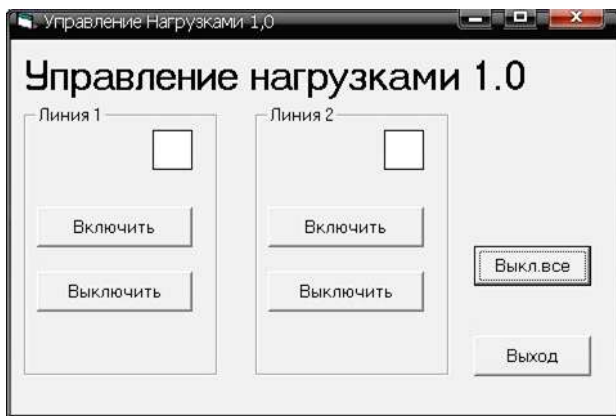 Управление Нагрузками 1,0
Управление нагрузками 1.0
Линия 1
Линия 2
Включить
Включить
Выключить
Выключить
Выкл.все
Выход